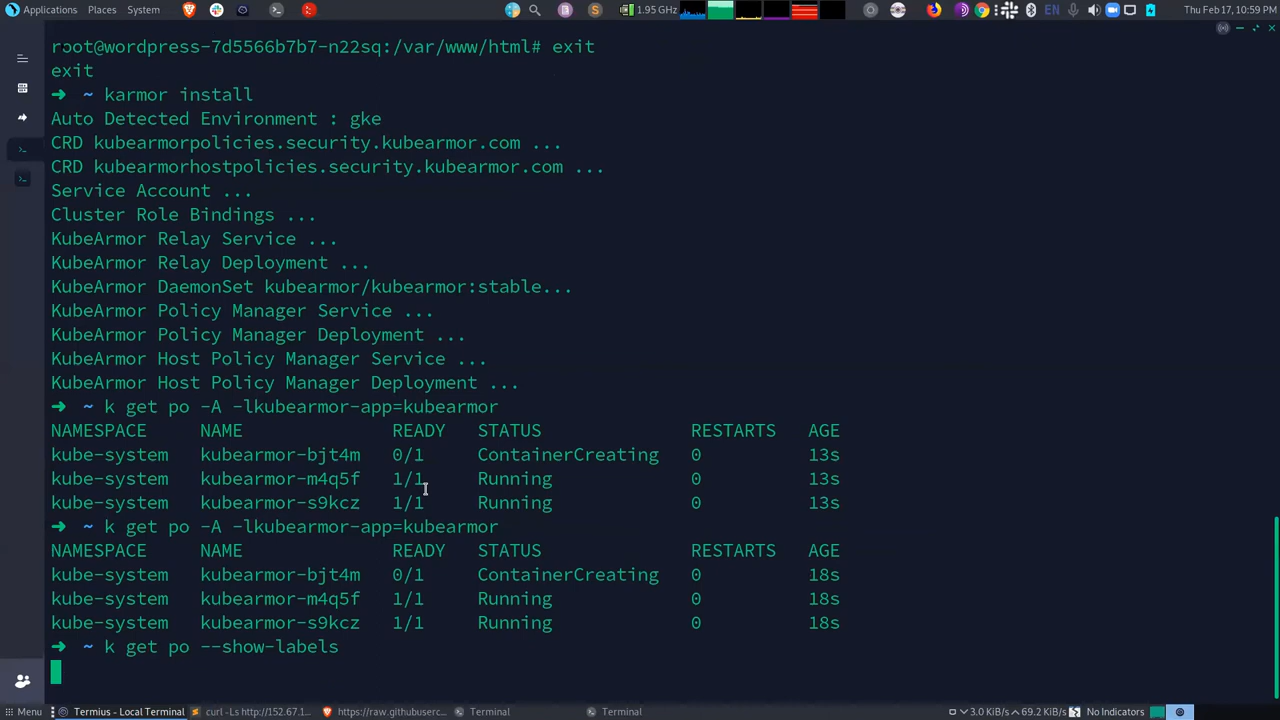 Applications Places System 1.95 GHz EN Thu Feb 17, 10:59 PM
root@wordpress-7d5566b7b7-n22sq:/var/www/html# exit
exit
➜ ~ karmor install
Auto Detected Environment : gke
CRD kubearmorpolicies.security.kubearmor.com ...
CRD kubearmorhostpolicies.security.kubearmor.com ...
Service Account ...
Cluster Role Bindings ...
KubeArmor Relay Service ...
KubeArmor Relay Deployment ...
KubeArmor DaemonSet kubearmor/kubearmor:stable...
KubeArmor Policy Manager Service ...
KubeArmor Policy Manager Deployment ...
KubeArmor Host Policy Manager Service ...
KubeArmor Host Policy Manager Deployment ...
➜ ~ k get po -A -lkubearmor-app=kubearmor
NAMESPACE NAME READY STATUS RESTARTS AGE
kube-system kubearmor-bjt4m 0/1 ContainerCreating 0 13s
kube-system kubearmor-m4q5f 1/1 Running 0 13s
kube-system kubearmor-s9kcz 1/1 Running 0 13s
➜ ~ k get po -A -lkubearmor-app=kubearmor
NAMESPACE NAME READY STATUS RESTARTS AGE
kube-system kubearmor-bjt4m 0/1 ContainerCreating 0 18s
kube-system kubearmor-m4q5f 1/1 Running 0 18s
kube-system kubearmor-s9kcz 1/1 Running 0 18s
➜ ~ k get po --show-labels
Menu Termius - Local Terminal curl -Ls http://152.67.1... https://raw.githubuserc... Terminal Terminal 3.0 KiB/s 69.2 KiB/s No Indicators